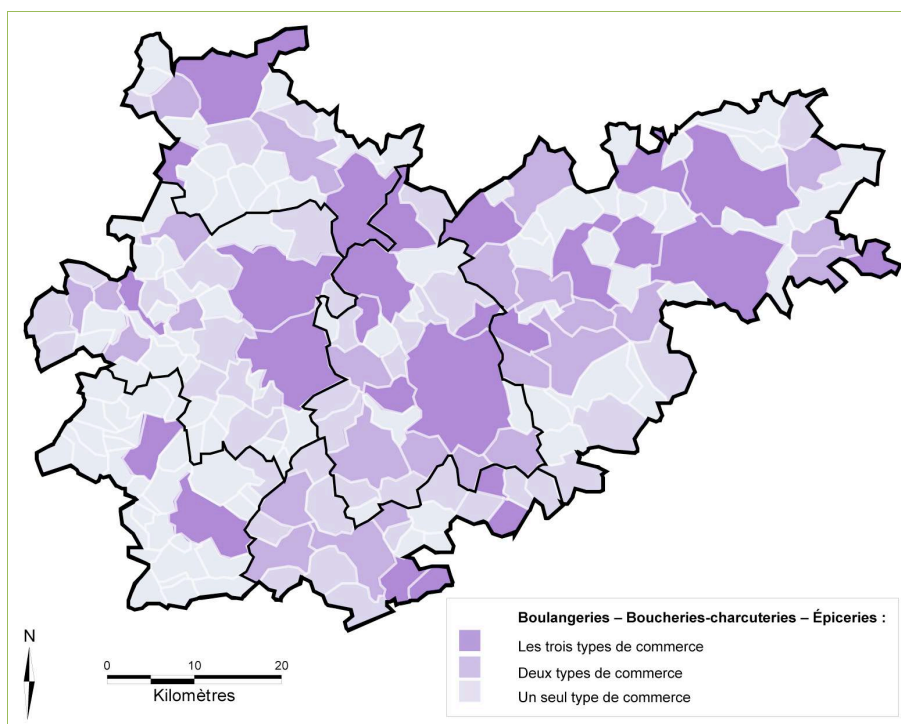 Boulangeries – Boucheries-charcuteries – Épiceries :
Les trois types de commerce
Deux types de commerce
Un seul type de commerce
N
0 10 20
Kilomètres